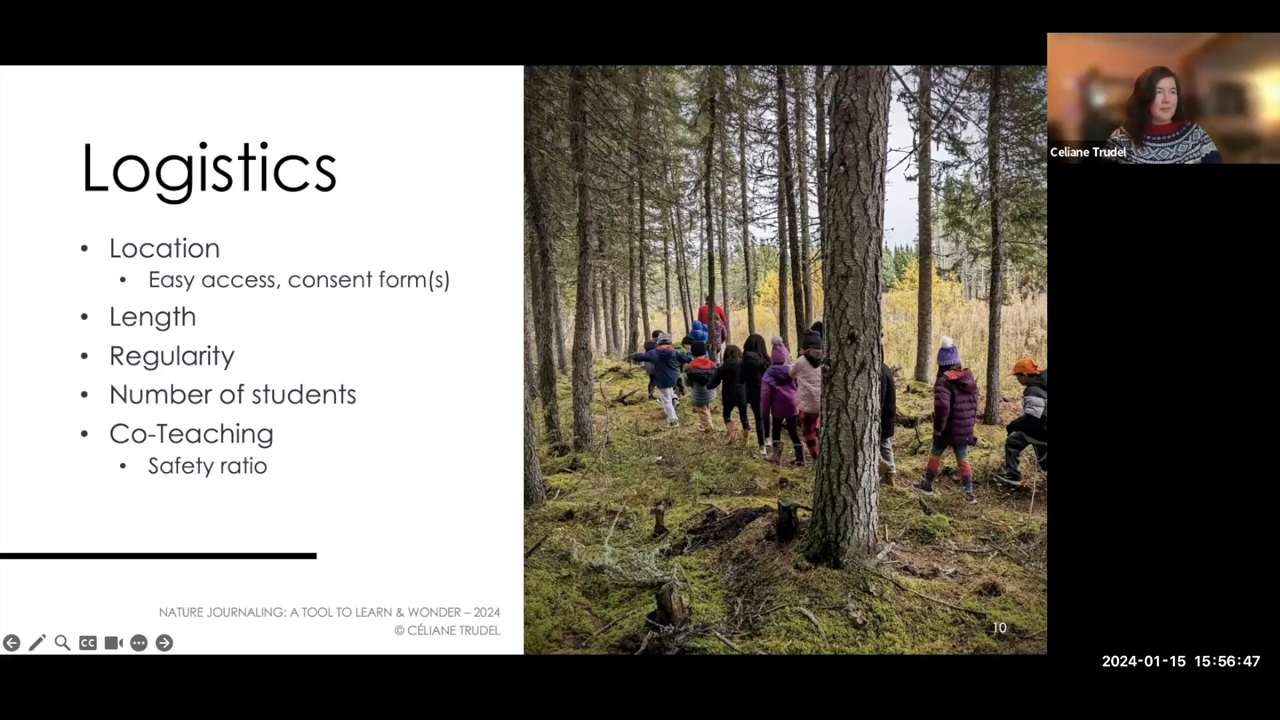 Logistics
• Location
• Easy access, consent form(s)
• Length
• Regularity
• Number of students
• Co-Teaching
• Safety ratio
NATURE JOURNALING: A TOOL TO LEARN & WONDER – 2024
© CÉLIANE TRUDEL
CC
10
Celiane Trudel
2024-01-15 15:56:47